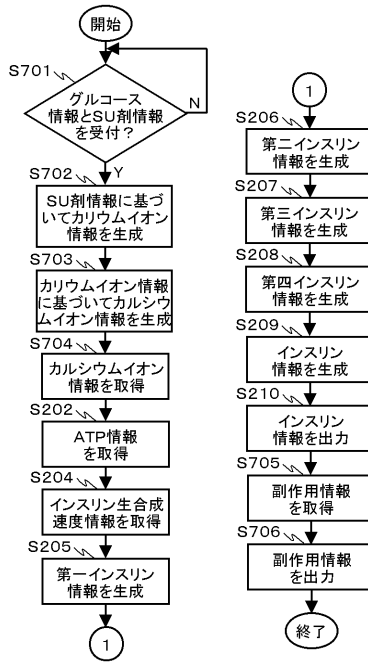 開始
S701
グルコース
情報とSU剤情報
を受付？
N
Y
S702
SU剤情報に基づ
いてカリウムイオン
情報を生成
S703
カリウムイオン情報
に基づいてカルシウ
ムイオン情報を生成
S704
カルシウムイオン
情報を取得
S202
ATP情報
を取得
S204
インスリン生合成
速度情報を取得
S205
第一インスリン
情報を生成
1
1
S206
第二インスリン
情報を生成
S207
第三インスリン
情報を生成
S208
第四インスリン
情報を生成
S209
インスリン
情報を生成
S210
インスリン
情報を出力
S705
副作用情報
を取得
S706
副作用情報
を出力
終了